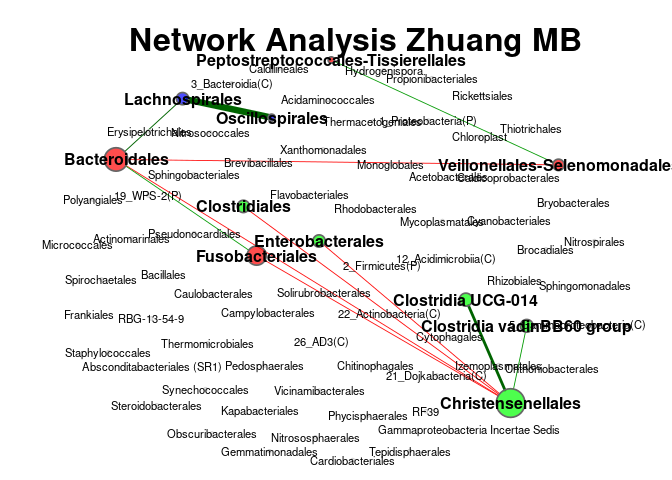 Network Analysis Zhuang MB
Peptostreptococcales-Tissierellales
Caldilineales
Hydrogenispora
Propionibacteriales
3_Bacteroidia(C)
Lachnospirales
Acidaminococcales
Rickettsiales
Oscillospirales
Thermacetogeniales
1_Proteobacteria(P)
Thiotrichales
Erysipelotrichales
Nitrosococcales
Chloroplast
Xanthomonadales
Bacteroidales
Brevibacillales
Monoglobales
Veillonellales-Selenomonadales
Sphingobacteriales
Acetobacterales
Caldicoprobacterales
Polyangiales
19_WPS-2(P)
Flavobacteriales
Bryobacterales
Clostridiales
Rhodobacterales
Mycoplasmatales
Cyanobacteriales
Pseudonocardiales
Actinomarinales
Enterobacterales
Nitrospirales
Micrococcales
Fusobacteriales
Brocadiales
2_Firmicutes(P)
12_Acidimicrobiia(C)
Spirochaetales
Bacillales
Rhizobiales
Sphingomonadales
Caulobacterales
Solirubrobacterales
Clostridia UCG-014
Frankiales
RBG-13-54-9
Campylobacterales
22_Actinobacteria(C)
Clostridia vadinBB60 group
Cytophagales
Staphylococcales
Thermomicrobiales
26_AD3(C)
Absconditabacteriales (SR1)
Pedosphaerales
Chitinophagales
Izemoplasmatales
Chthoniobacterales
21_Dojkabacteria(C)
Synechococcales
Vicinamibacterales
Steroidobacterales
Kapabacteriales
Phycisphaerales
RF39
Christensenellales
Obscuribacterales
Nitrososphaerales
Gammaproteobacteria Incertae Sedis
Gemmatimonadales
Tepidisphaerales
Cardiobacteriales